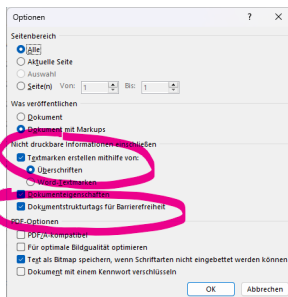 Optionen ? ×
Seitenbereich
Alle
Aktuelle Seite
Auswahl
Seite(n) Von: 1 Bis: 1
Was veröffentlichen
Dokument
Dokument mit Markups
Nicht druckbare Informationen einschließen
Textmarken erstellen mithilfe von:
Überschriften
Word-Textmarken
Dokumenteigenschaften
Dokumentstrukturtags für Barrierefreiheit
PDF-Optionen
PDF/A-kompatibel
Für optimale Bildqualität optimieren
Text als Bitmap speichern, wenn Schriftarten nicht eingebettet werden können
Dokument mit einem Kennwort verschlüsseln
OK Abbrechen